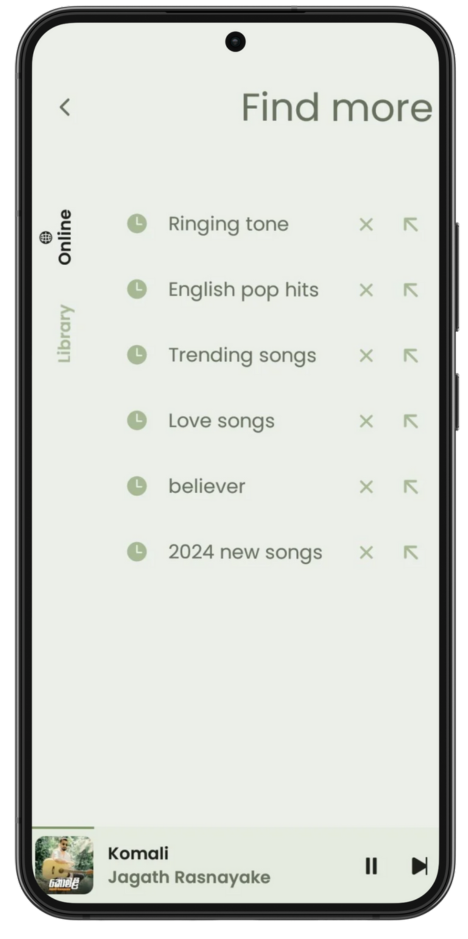 Find more
Online
Library
Ringing tone
English pop hits
Trending songs
Love songs
believer
2024 new songs
Komali
Jagath Rasnayake